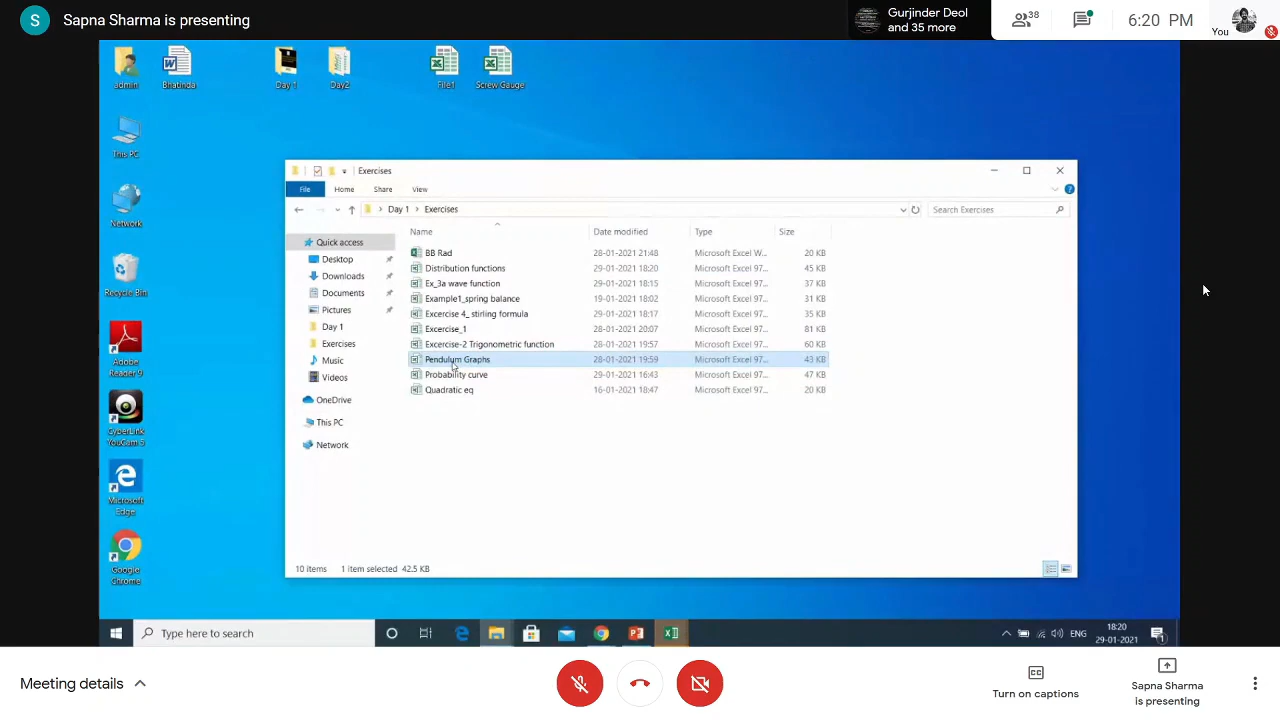 S Sapna Sharma is presenting
Gurjinder Deol
and 35 more
38
6:20 PM
You
admin
Bhatinda
Day 1
Day2
File1
Screw Gauge
This PC
Network
Recycle Bin
Adobe
Reader 9
CyberLink
YouCam 5
Microsoft
Edge
Google
Chrome
Exercises
File Home Share View
Day 1 Exercises
Search Exercises
Quick access
Desktop
Downloads
Documents
Pictures
Day 1
Exercises
Music
Videos
OneDrive
This PC
Network
Name Date modified Type Size
BB Rad 28-01-2021 21:48 Microsoft Excel W... 20 KB
Distribution functions 29-01-2021 18:20 Microsoft Excel 97... 45 KB
Ex_3a wave function 29-01-2021 18:15 Microsoft Excel 97... 37 KB
Example1_spring balance 19-01-2021 18:02 Microsoft Excel 97... 31 KB
Excercise 4_ stirling formula 29-01-2021 18:17 Microsoft Excel 97... 35 KB
Excercise_1 28-01-2021 20:07 Microsoft Excel 97... 81 KB
Excercise-2 Trigonometric function 28-01-2021 19:57 Microsoft Excel 97... 60 KB
Pendulum Graphs 28-01-2021 19:59 Microsoft Excel 97... 43 KB
Probability curve 29-01-2021 16:43 Microsoft Excel 97... 47 KB
Quadratic eq 16-01-2021 18:47 Microsoft Excel 97... 20 KB
10 items 1 item selected 42.5 KB
Type here to search
ENG
18:20
29-01-2021
1
Meeting details
Turn on captions
Sapna Sharma
is presenting